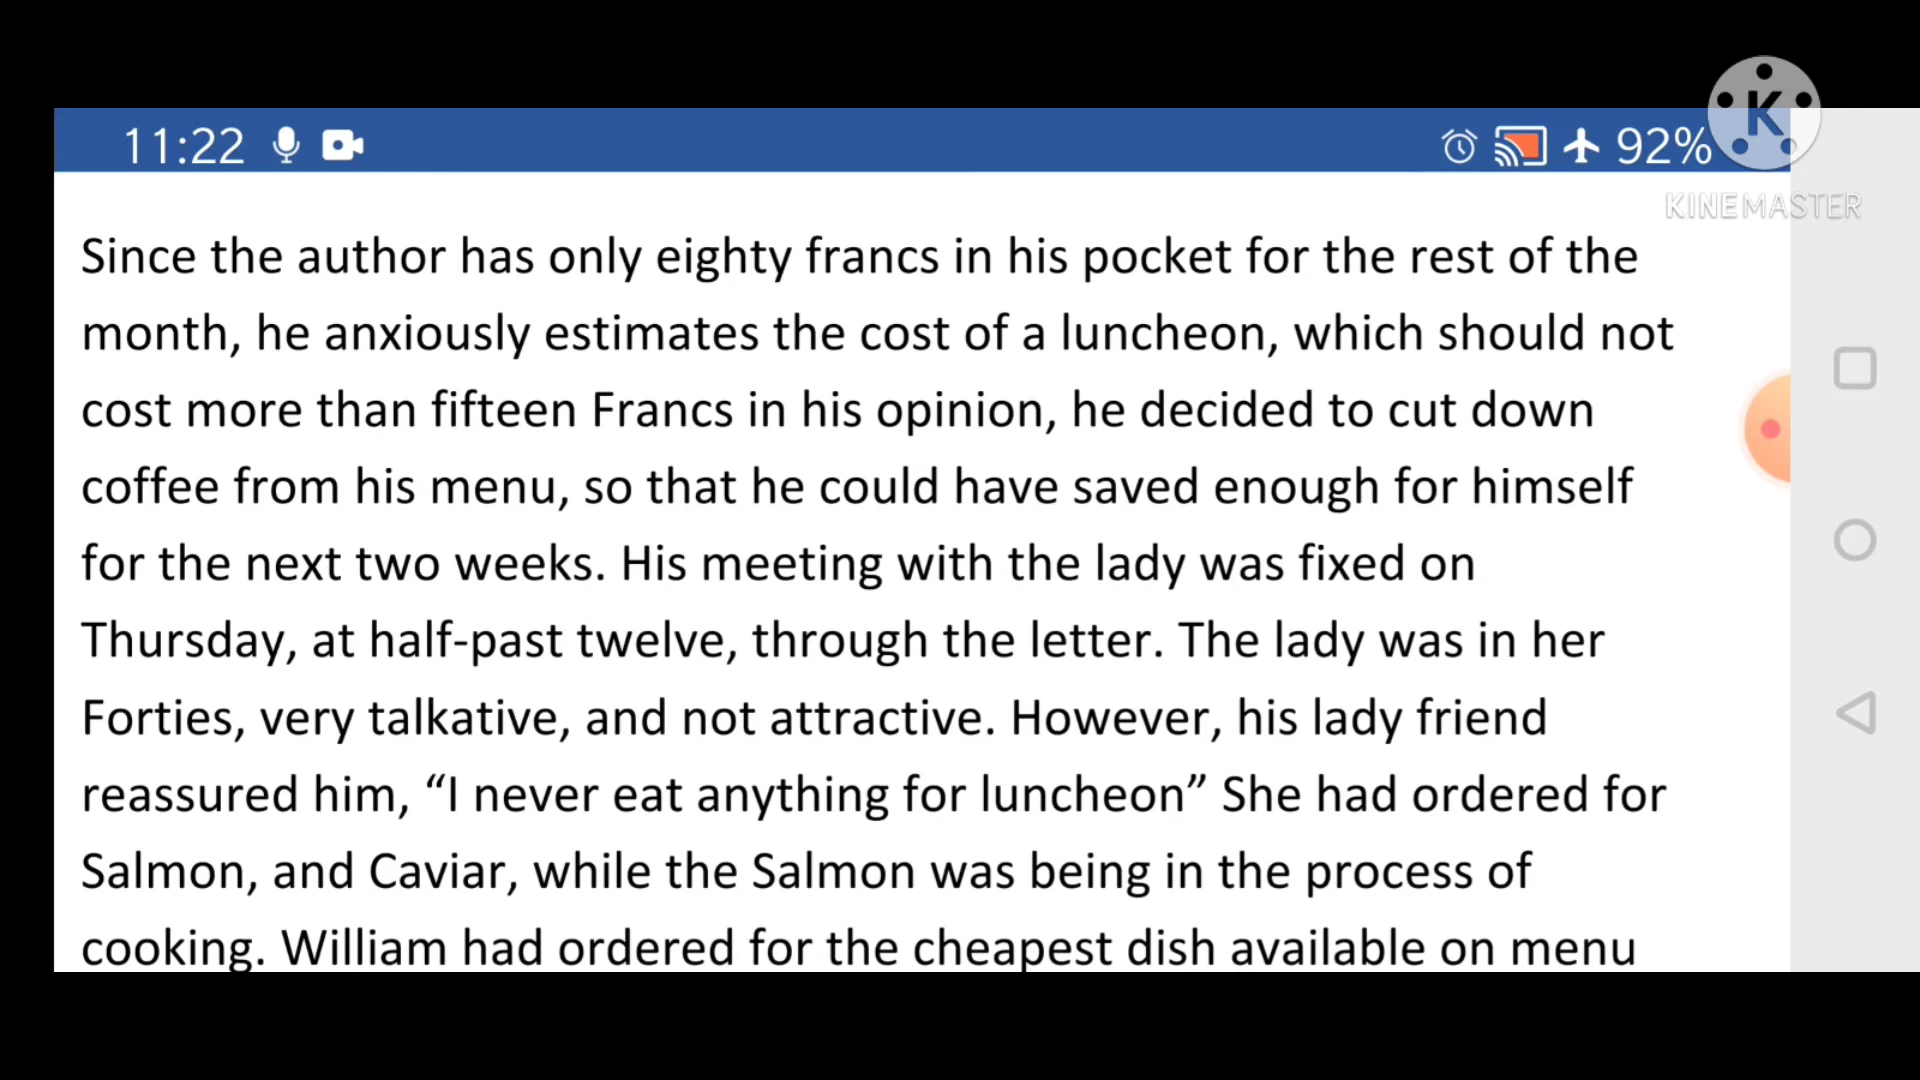 11:22
92%
K
KINEMASTER
Since the author has only eighty francs in his pocket for the rest of the
month, he anxiously estimates the cost of a luncheon, which should not
cost more than fifteen Francs in his opinion, he decided to cut down
coffee from his menu, so that he could have saved enough for himself
for the next two weeks. His meeting with the lady was fixed on
Thursday, at half-past twelve, through the letter. The lady was in her
Forties, very talkative, and not attractive. However, his lady friend
reassured him, “I never eat anything for luncheon” She had ordered for
Salmon, and Caviar, while the Salmon was being in the process of
cooking. William had ordered for the cheapest dish available on menu